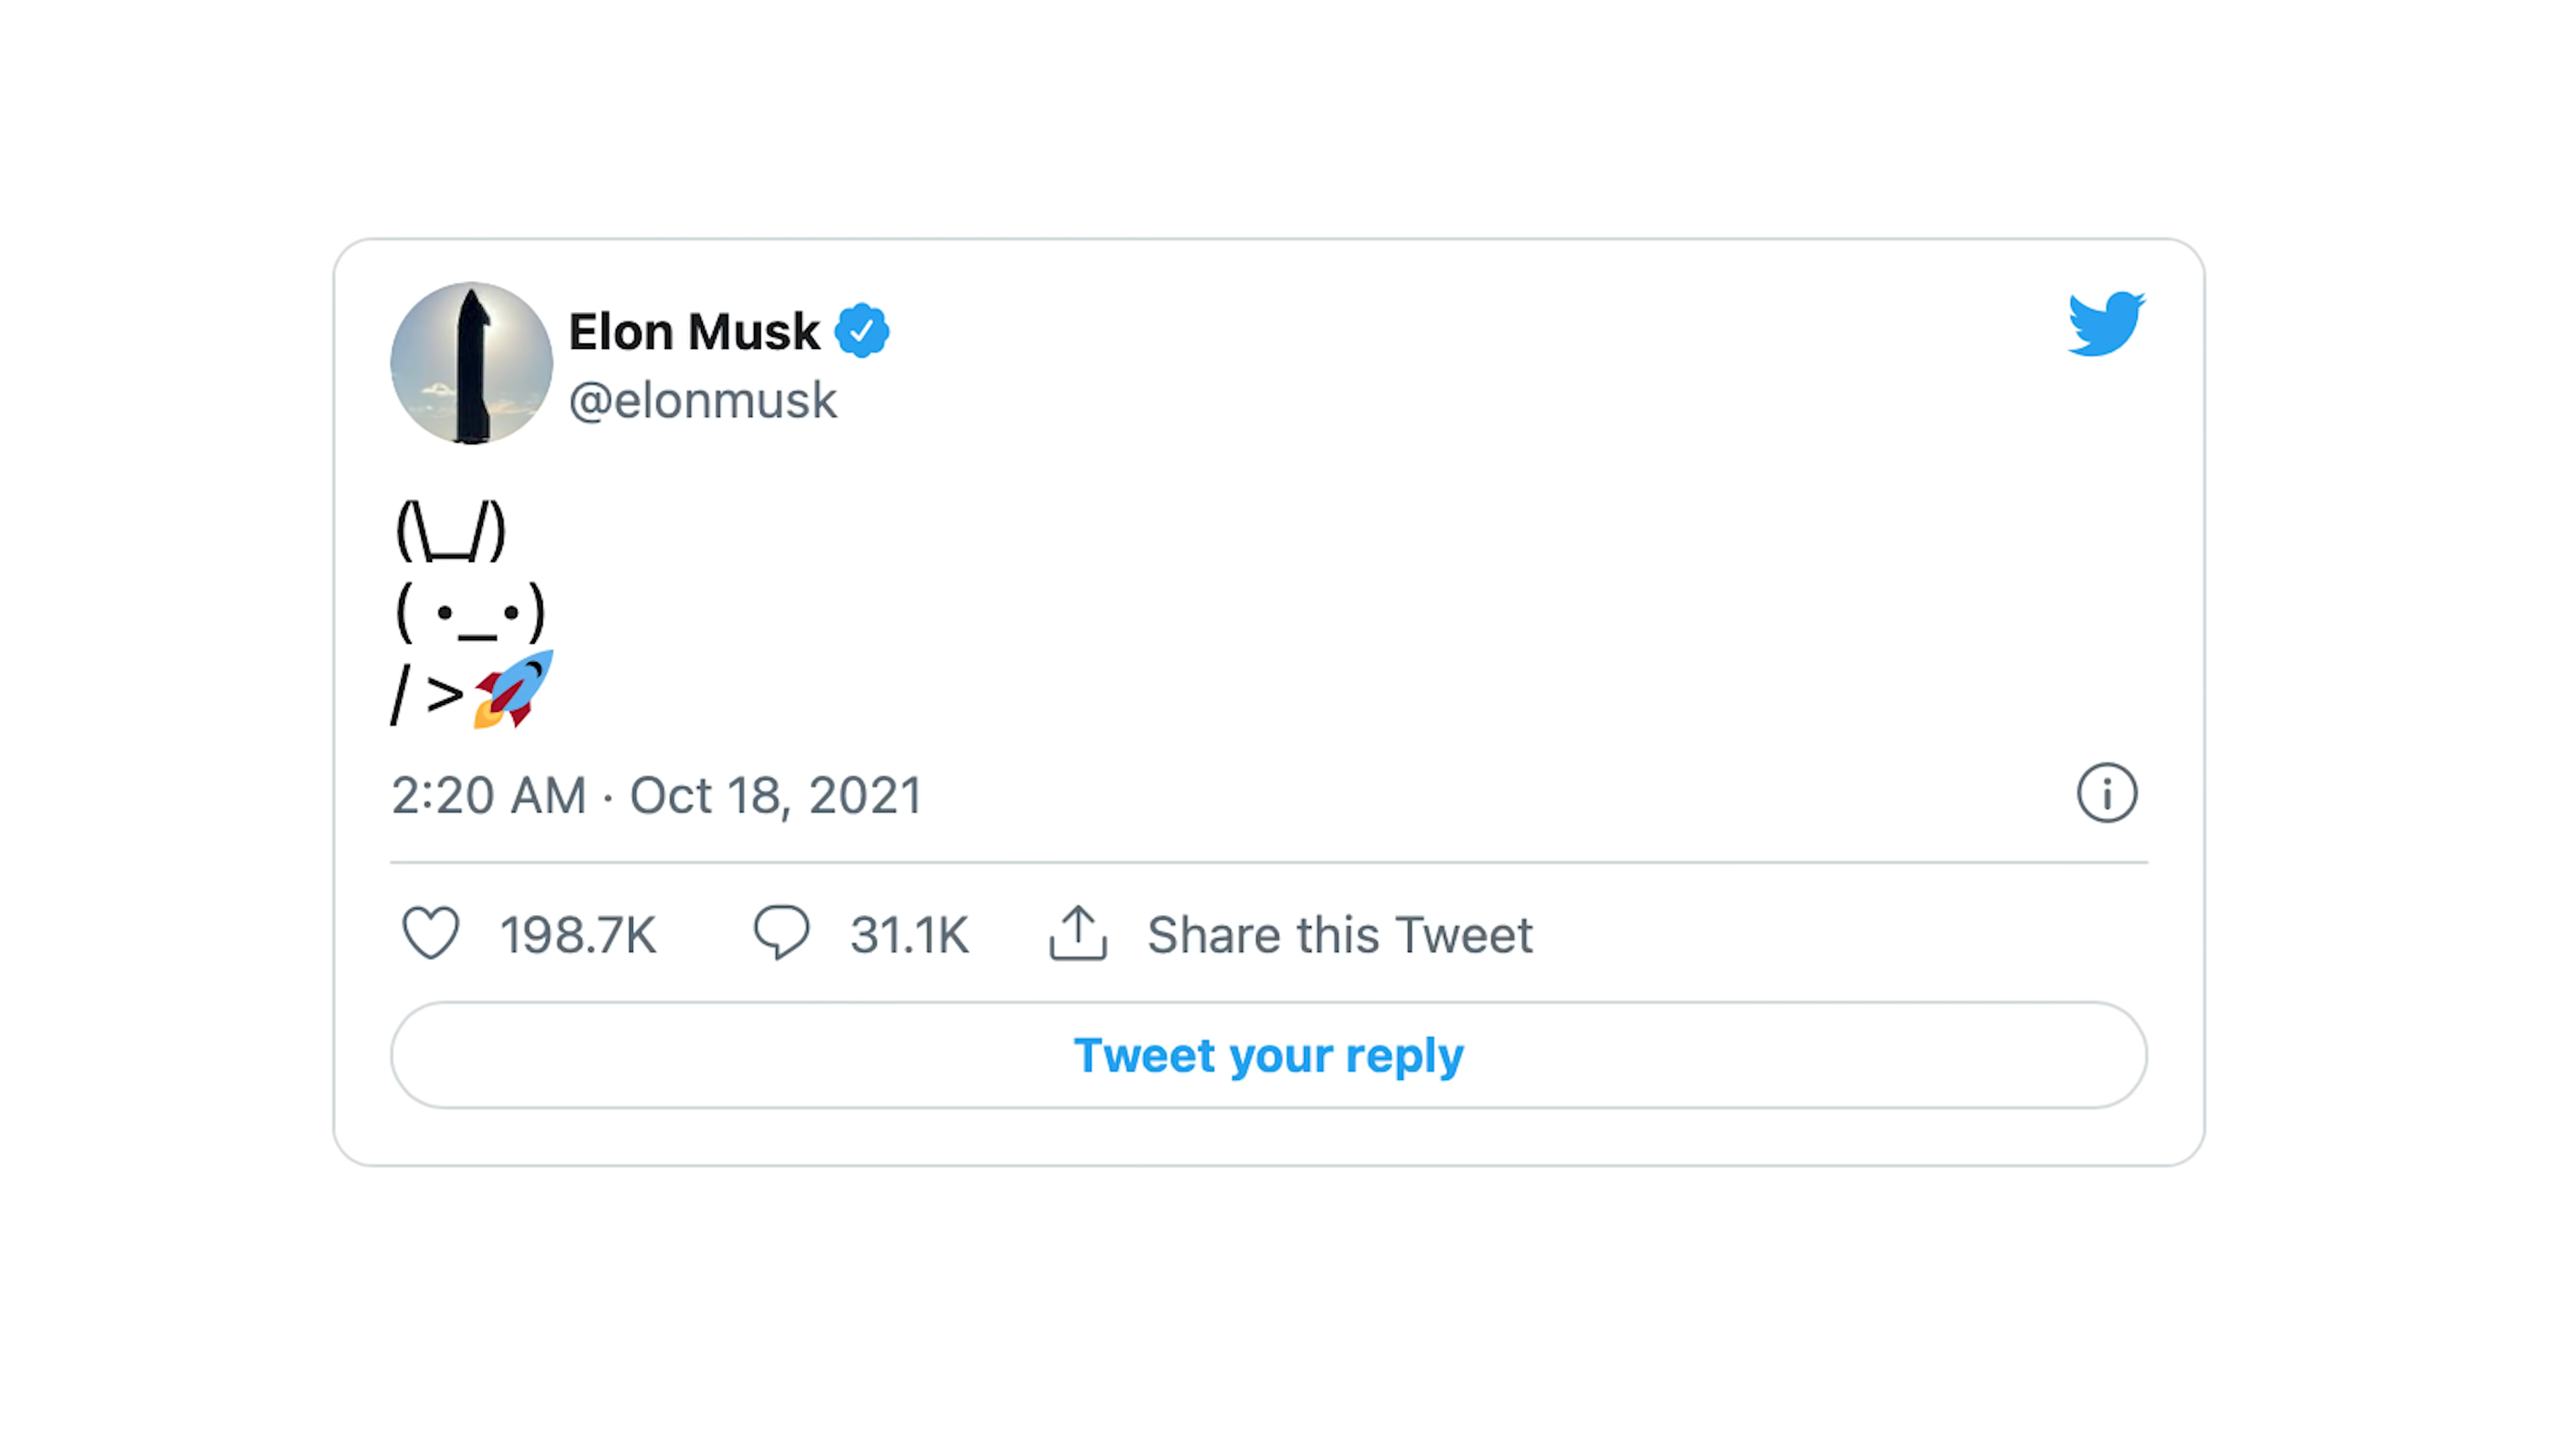 Elon Musk
@elonmusk
(\_/)
( •_•)
/ >🚀
2:20 AM · Oct 18, 2021
198.7K 31.1K Share this Tweet
Tweet your reply